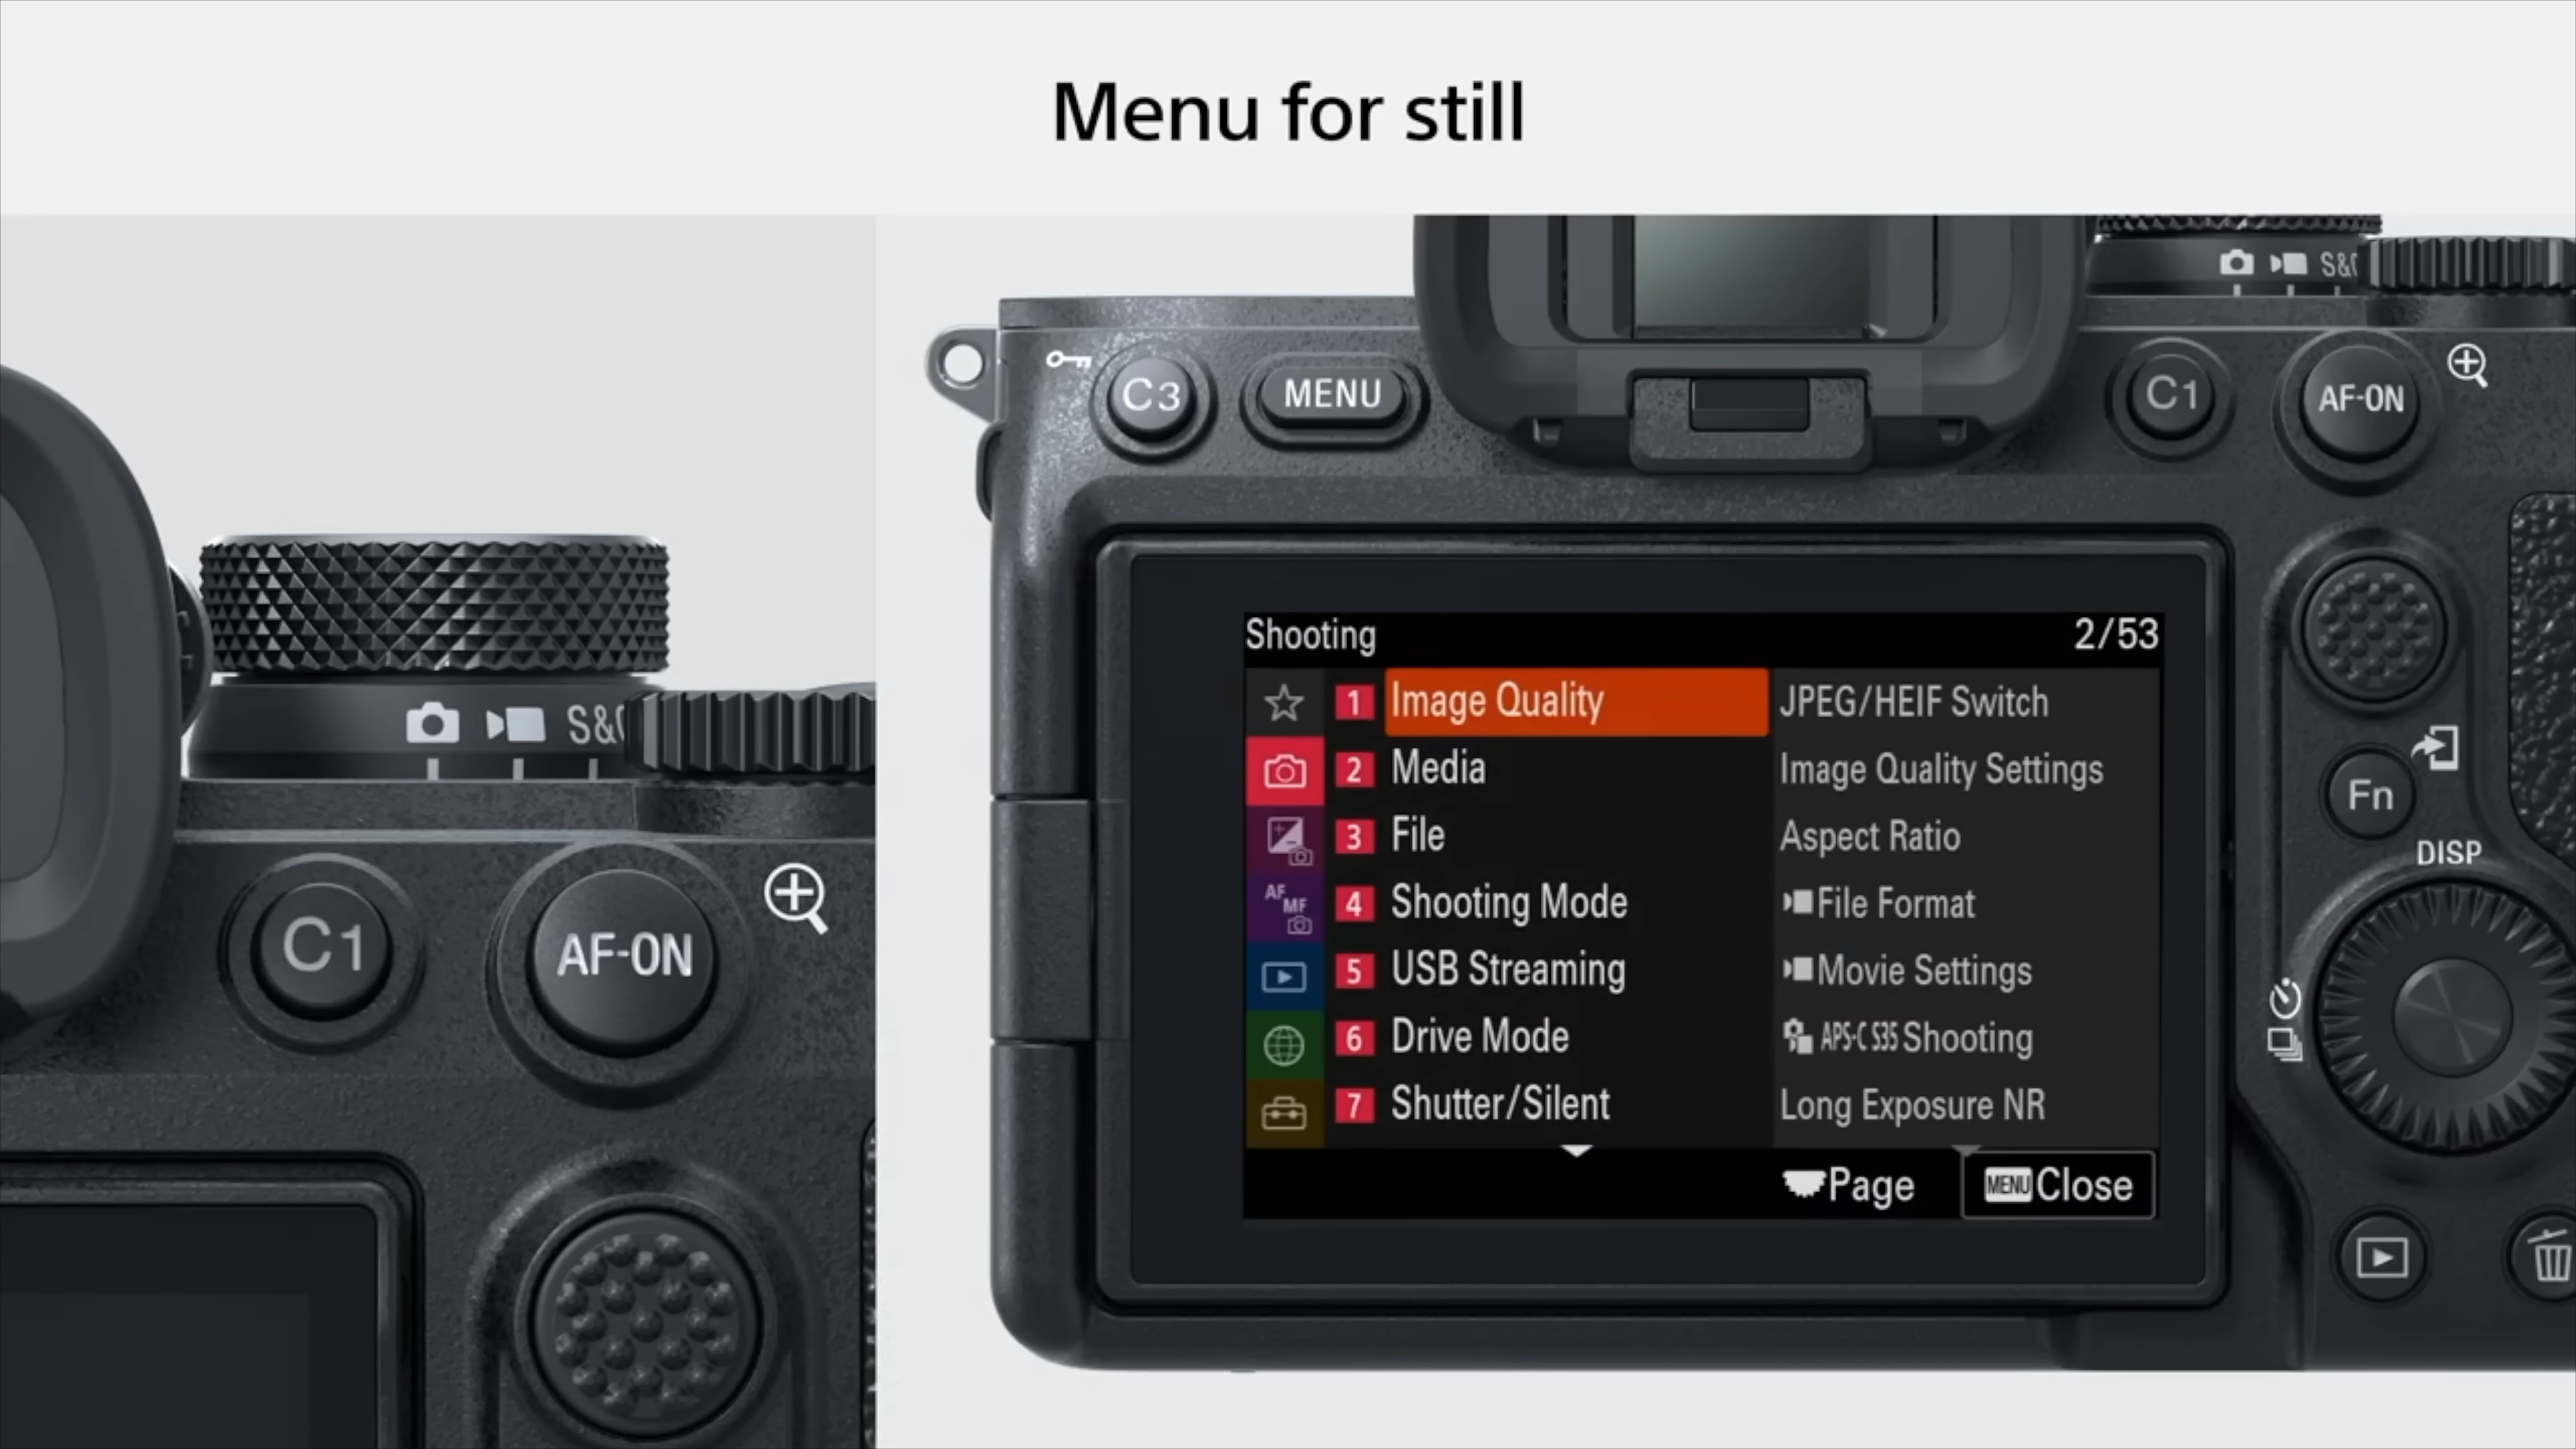 Menu for still
S&
C1
AF-ON
C3
MENU
S&
C1
AF-ON
Fn
DISP
Shooting
2/53
1 Image Quality
2 Media
3 File
4 Shooting Mode
5 USB Streaming
6 Drive Mode
7 Shutter/Silent
AF
MF
JPEG/HEIF Switch
Image Quality Settings
Aspect Ratio
File Format
Movie Settings
APS-C S35 Shooting
Long Exposure NR
Page
MENU Close